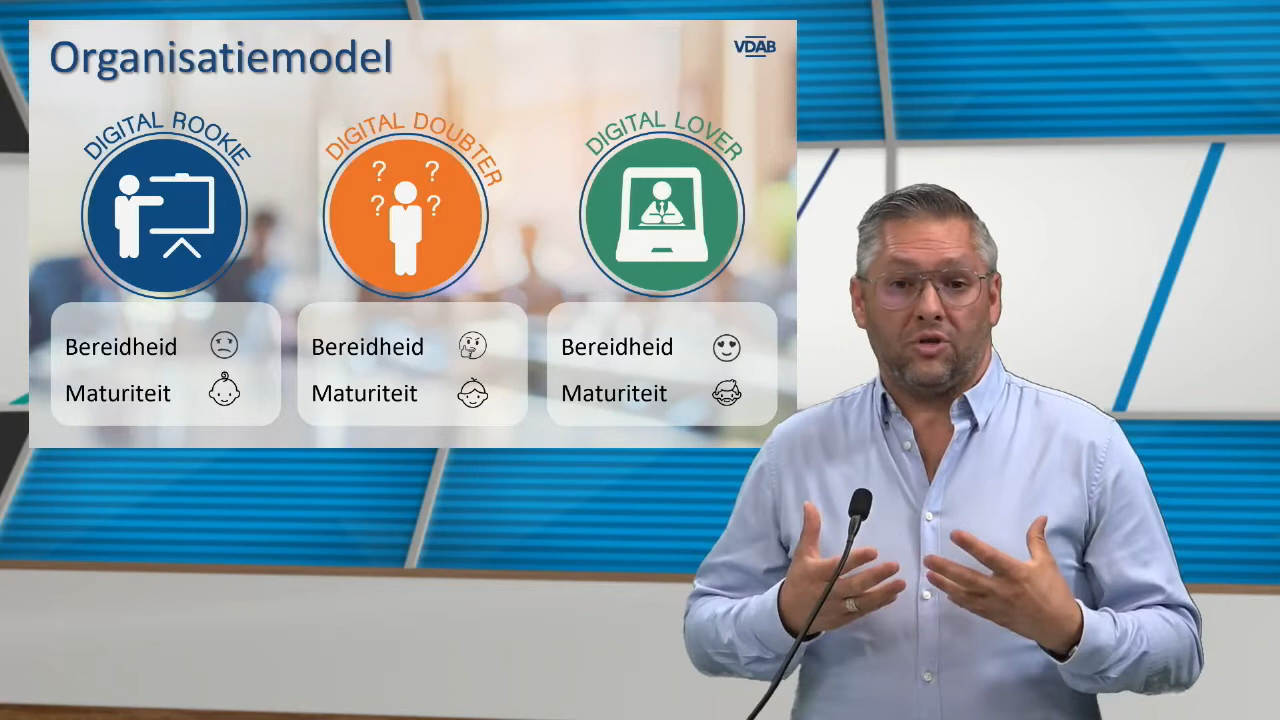 Organisatiemodel
VDAB
DIGITAL ROOKIE
DIGITAL DOUBTER
DIGITAL LOVER
? ?
? ?
Bereidheid
Maturiteit
Bereidheid
Maturiteit
Bereidheid
Maturiteit